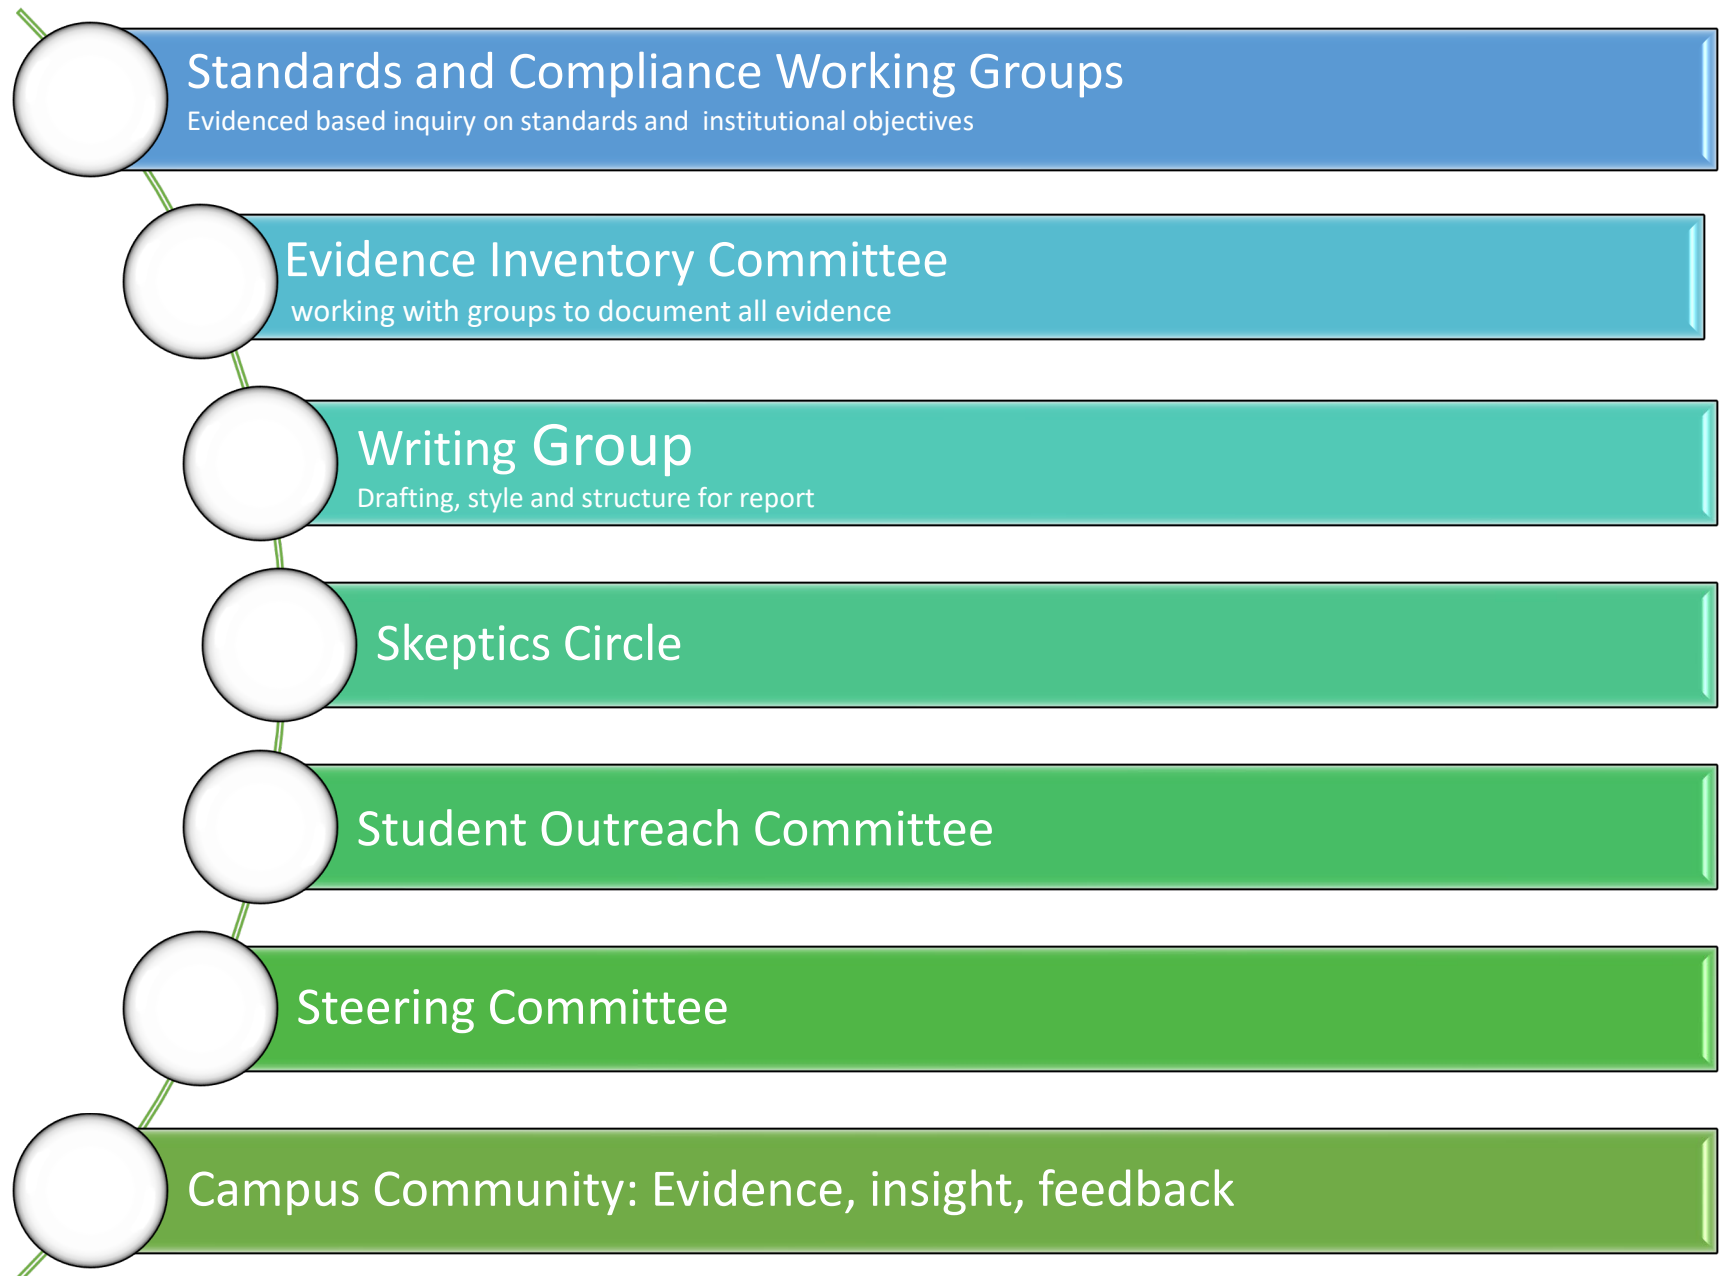 Standards and Compliance Working Groups
Evidenced based inquiry on standards and  institutional objectives
Evidence Inventory Committee
working with groups to document all evidence
Writing Group
Drafting, style and structure for report
Skeptics Circle
Student Outreach Committee
Steering Committee
Campus Community: Evidence, insight, feedback